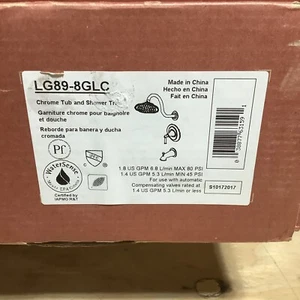 LG89-8GLC
Chrome Tub and Shower
Garniture chrome pour baignoire
et douche
Reborde para banera y ducha
cromada
Made in China
Hecho en China
Fait en China
Pf
WaterSense
Certified by
IAPMO R&T
1.8 US GPM 6.8 L/min MAX 80 PSI
1.4 US GPM 5.3 L/min MIN 45 PSI
For use with automatic
Compensating valves rated at
1.4 US GPM 5.3 L/min or less
S10172017